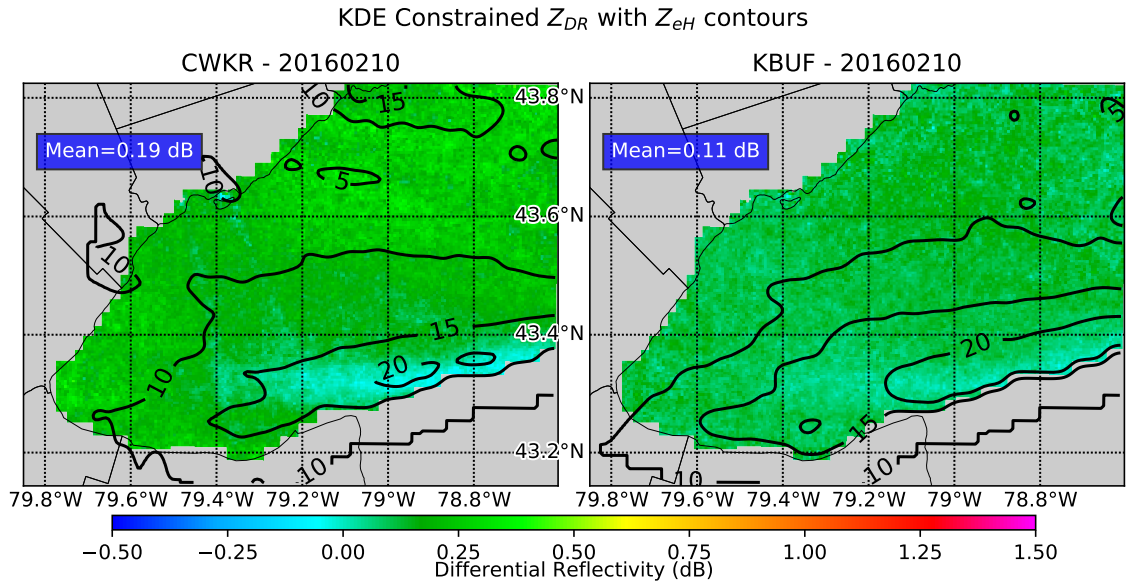 KDE Constrained Z_DR with Z_eH contours
CWKR - 20160210
KBUF - 20160210
Mean=0.19 dB
Mean=0.11 dB
10
15
5
10
10
15
20
10
10
5
20
15
10
10
43.8°N
43.6°N
43.4°N
43.2°N
79.8°W 79.6°W 79.4°W 79.2°W 79°W 78.8°W
79.8°W 79.6°W 79.4°W 79.2°W 79°W 78.8°W
−0.50 −0.25 0.00 0.25 0.50 0.75 1.00 1.25 1.50
Differential Reflectivity (dB)